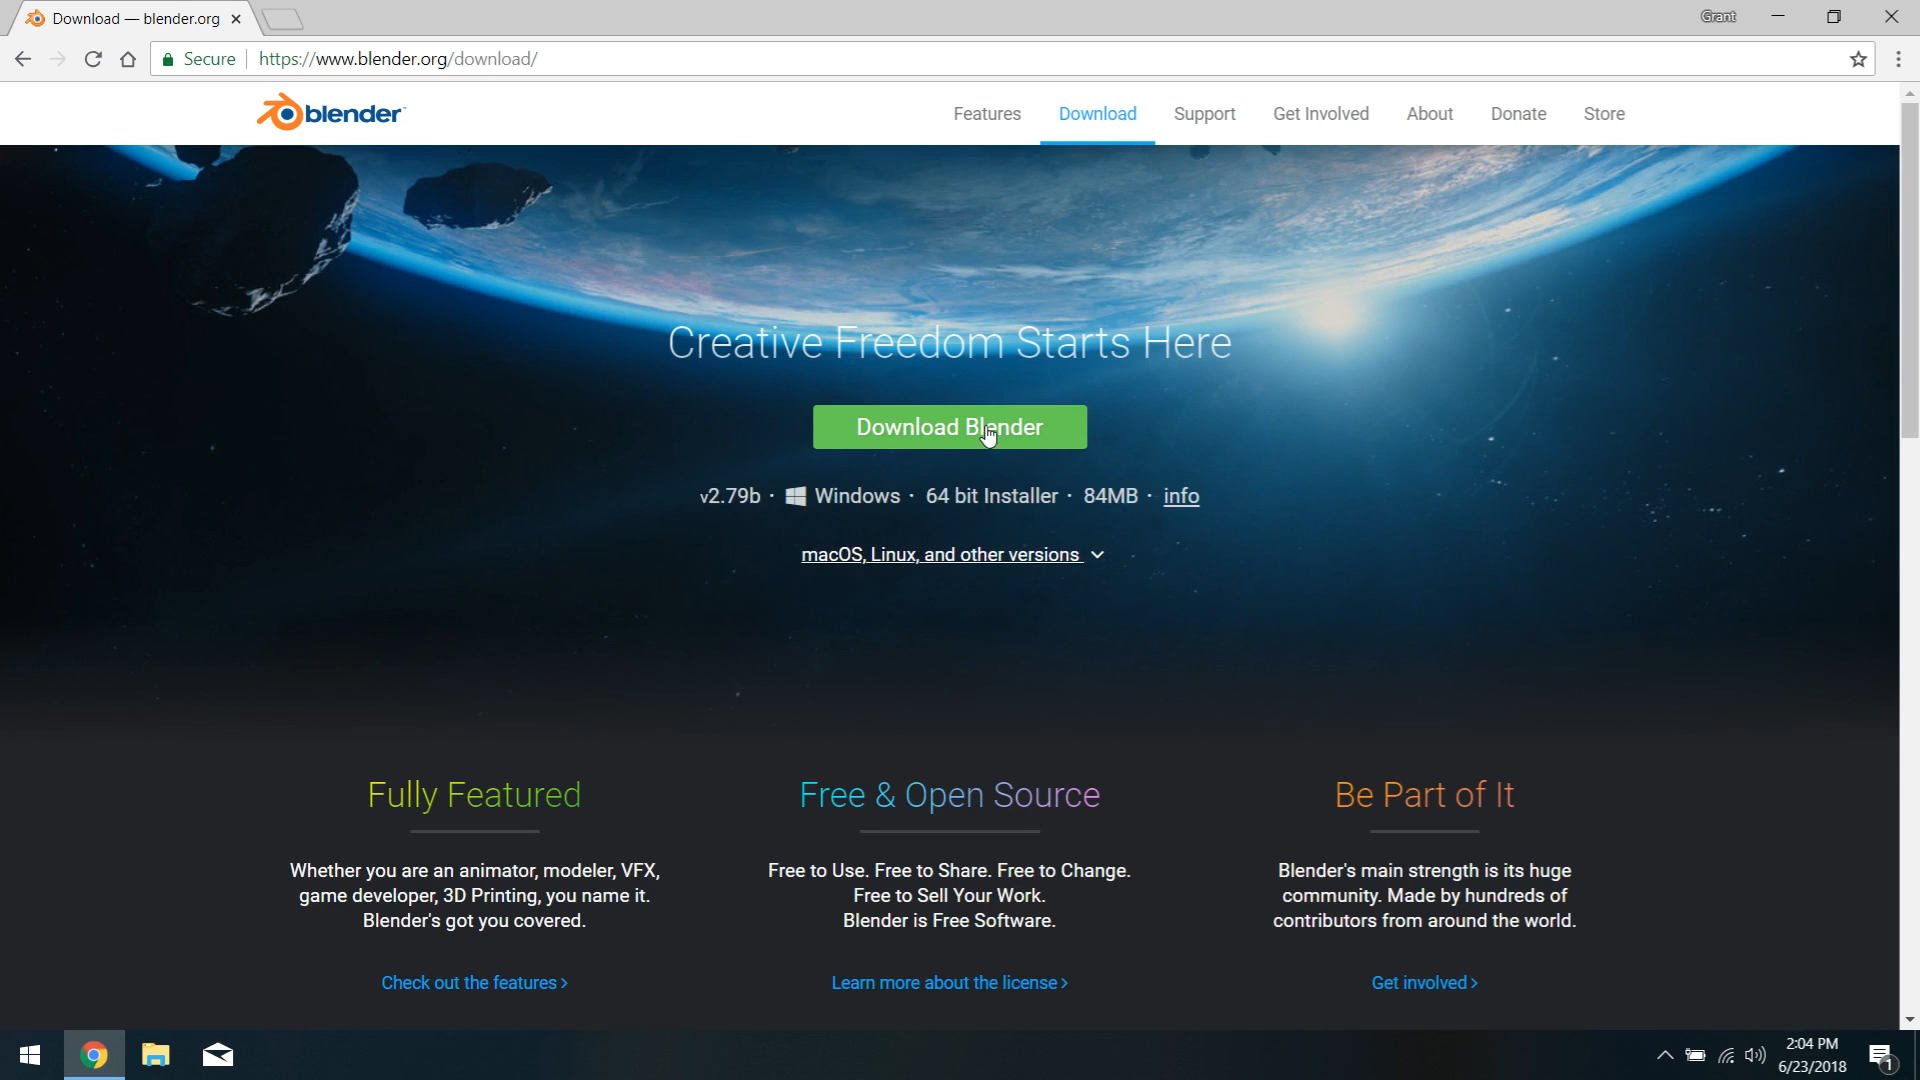 Download — blender.org
Grant
Secure
https://www.blender.org/download/
blender
Features
Download
Support
Get Involved
About
Donate
Store
Creative Freedom Starts Here
Download Blender
v2.79b · Windows · 64 bit Installer · 84MB · info
macOS, Linux, and other versions
Fully Featured
Whether you are an animator, modeler, VFX,
game developer, 3D Printing, you name it.
Blender's got you covered.
Check out the features ›
Free & Open Source
Free to Use. Free to Share. Free to Change.
Free to Sell Your Work.
Blender is Free Software.
Learn more about the license ›
Be Part of It
Blender's main strength is its huge
community. Made by hundreds of
contributors from around the world.
Get involved ›
2:04 PM
6/23/2018
1